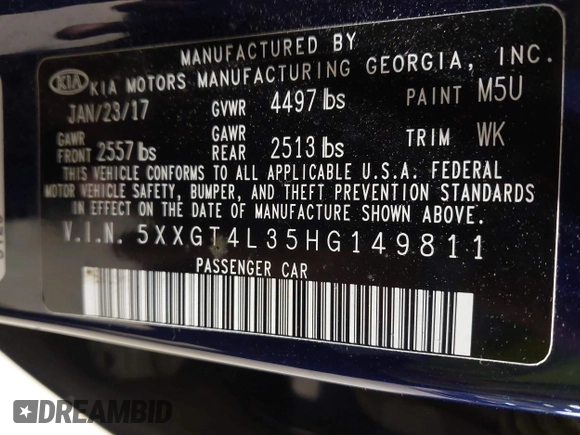 MANUFACTURED BY
KIA KIA MOTORS MANUFACTURING GEORGIA, INC.
JAN/23/17 GVWR 4497 lbs PAINT M5U
GAWR FRONT 2557 lbs GAWR REAR 2513 lbs TRIM WK
THIS VEHICLE CONFORMS TO ALL APPLICABLE U.S.A. FEDERAL
MOTOR VEHICLE SAFETY, BUMPER, AND THEFT PREVENTION STANDARDS
IN EFFECT ON THE DATE OF MANUFACTURE SHOWN ABOVE.
V.I.N. 5XXGT4L35HG149811
PASSENGER CAR
DREAMBID